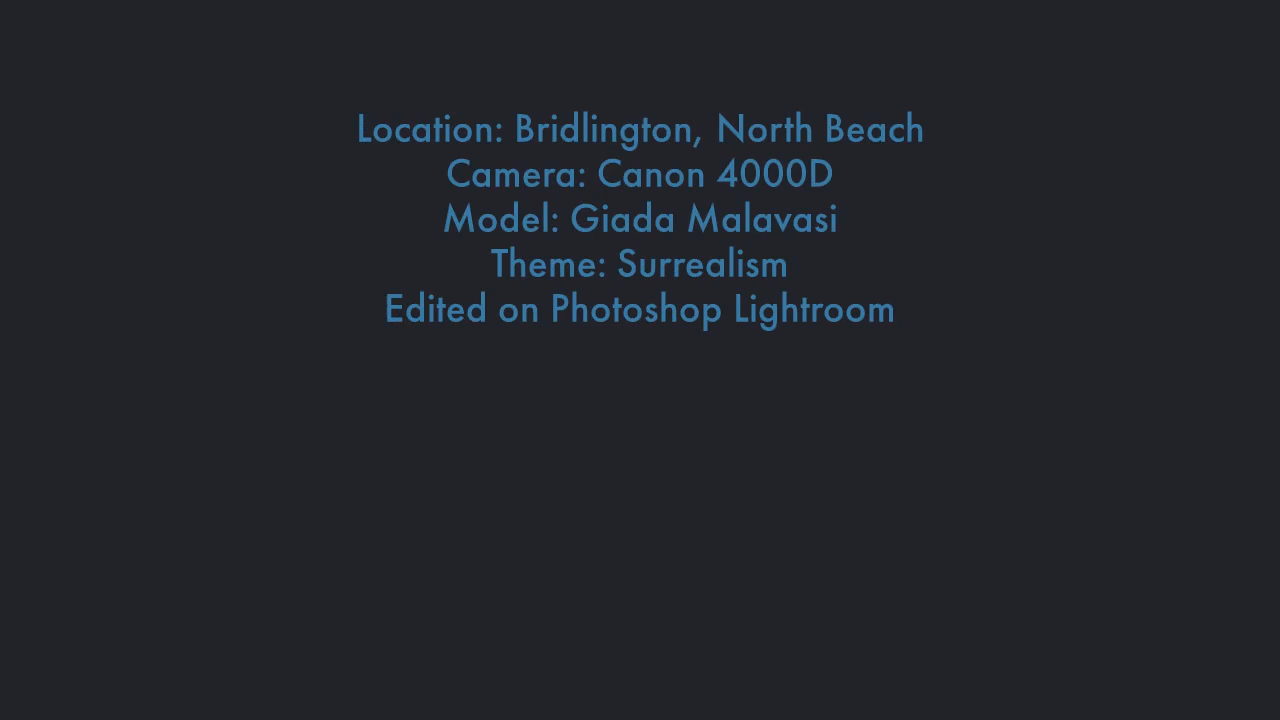 Location: Bridlington, North Beach
Camera: Canon 4000D
Model: Giada Malavasi
Theme: Surrealism
Edited on Photoshop Lightroom